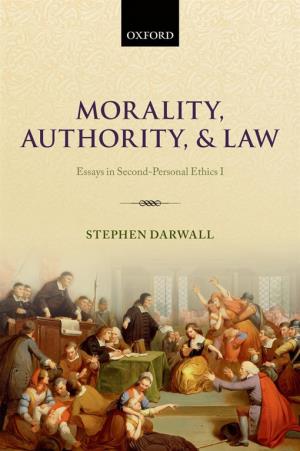 OXFORD
MORALITY,
AUTHORITY, & LAW
Essays in Second-Personal Ethics I
STEPHEN DARWALL